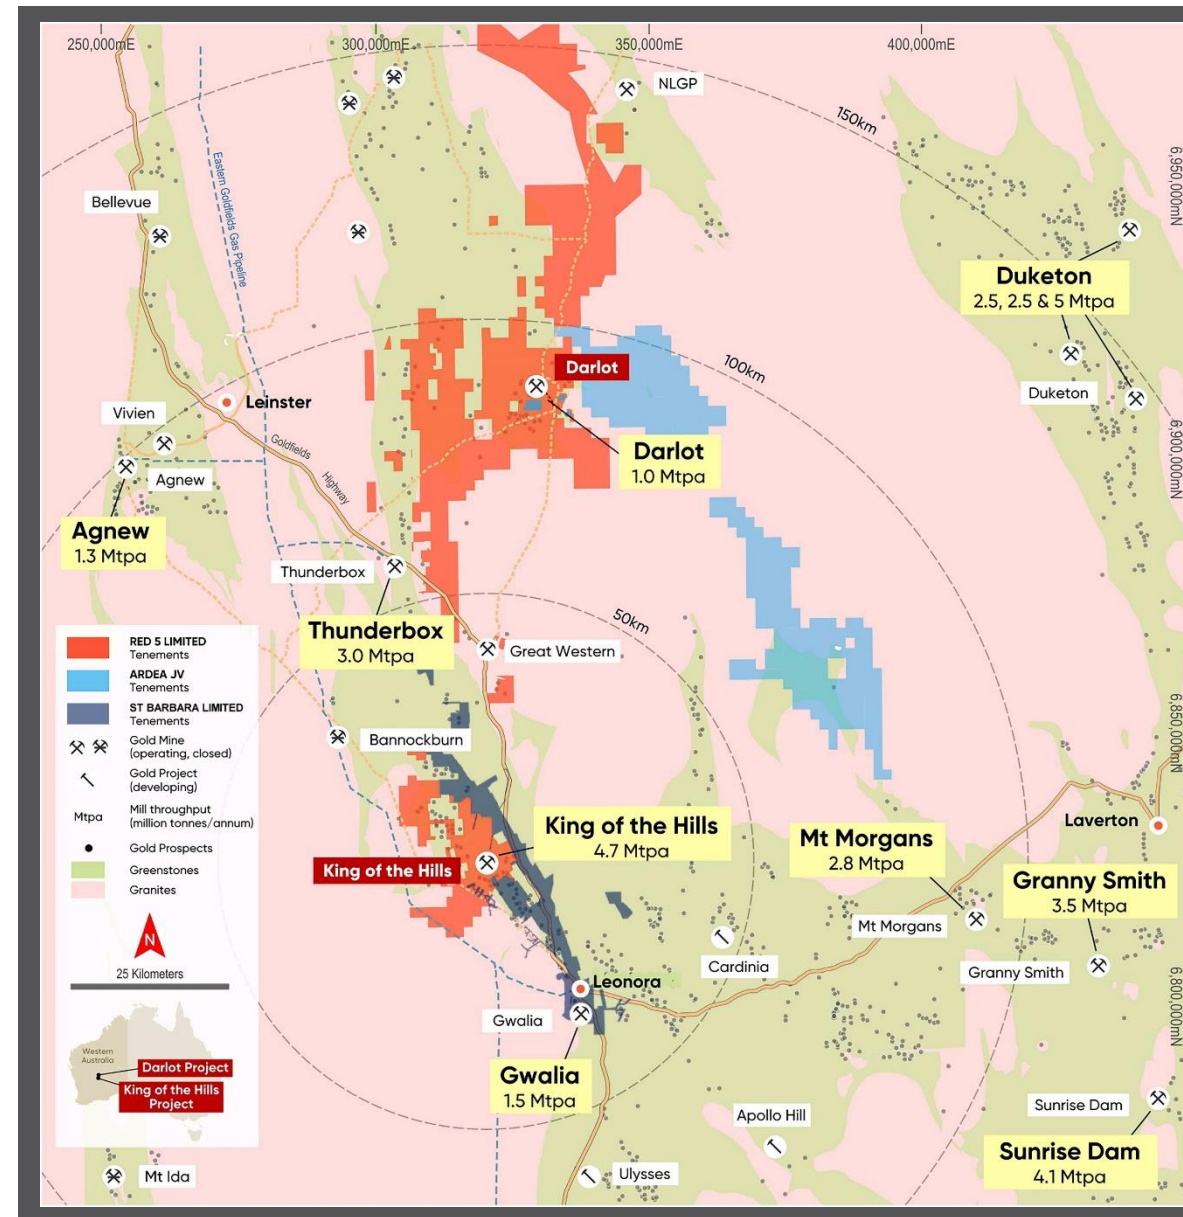 250,000mE
300,000mE
350,000mE
400,000mE
NLGP
150km
6,950,000mN
Eastern Goldfields Gas Pipeline
Bellevue
Duketon
2.5, 2.5 & 5 Mtpa
100km
Darlot
Duketon
Leinster
Vivien
Goldfields
Highway
Darlot
1.0 Mtpa
6,900,000mN
Agnew
Agnew
1.3 Mtpa
Thunderbox
50km
Thunderbox
3.0 Mtpa
Great Western
RED 5 LIMITED
Tenements
ARDEA JV
Tenements
ST BARBARA LIMITED
Tenements
Gold Mine
(operating, closed)
Gold Project
(developing)
Mtpa
Mill throughput
(million tonnes/annum)
Gold Prospects
Greenstones
Granites
N
25 Kilometers
Western
Australia
Darlot Project
King of the Hills
Project
Bannockburn
6,850,000mN
King of the Hills
4.7 Mtpa
King of the Hills
Laverton
Mt Morgans
2.8 Mtpa
Granny Smith
3.5 Mtpa
Mt Morgans
Cardinia
Granny Smith
Leonora
6,800,000mN
Gwalia
Gwalia
1.5 Mtpa
Apollo Hill
Sunrise Dam
Sunrise Dam
4.1 Mtpa
Mt Ida
Ulysses